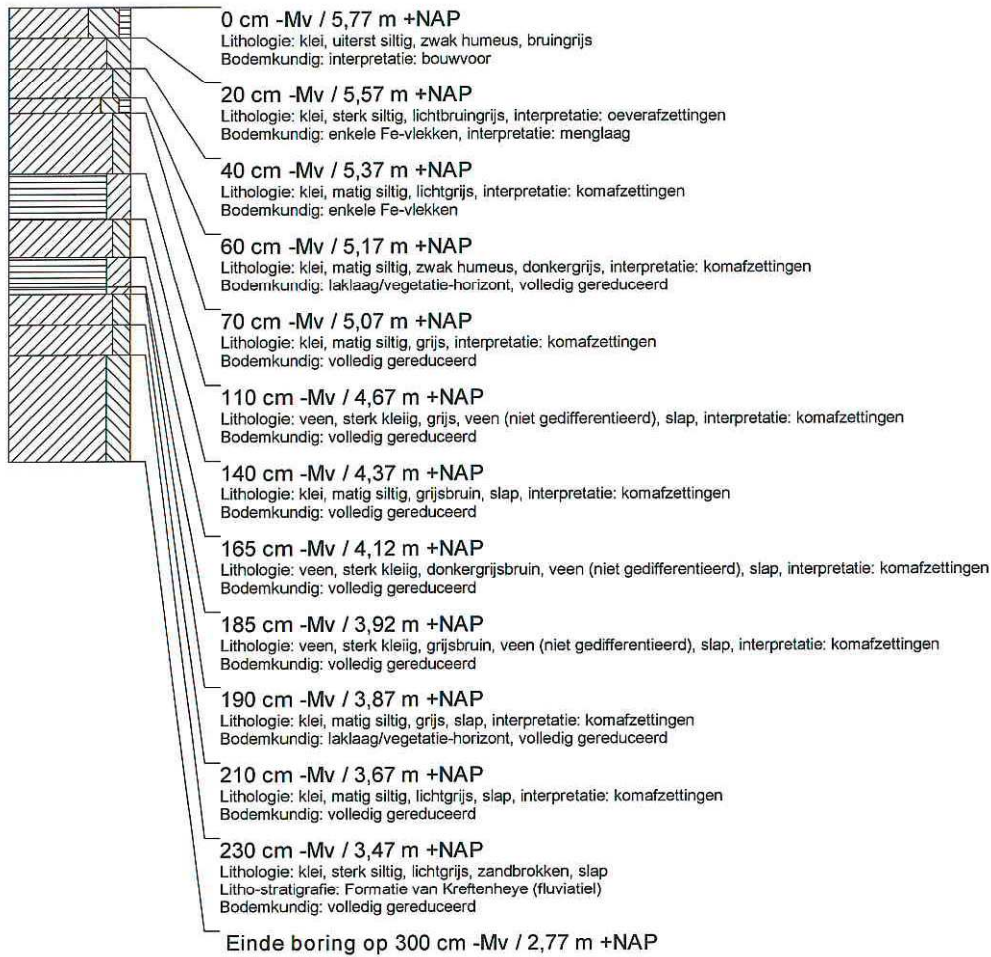 0 cm -Mv / 5,77 m +NAP
Lithologie: klei, uiterst siltig, zwak humeus, bruingrijs
Bodemkundig: interpretatie: bouwvoor
20 cm -Mv / 5,57 m +NAP
Lithologie: klei, sterk siltig, lichtbruingrijs, interpretatie: oeverafzettingen
Bodemkundig: enkele Fe-vlekken, interpretatie: menglaag
40 cm -Mv / 5,37 m +NAP
Lithologie: klei, matig siltig, lichtgrijs, interpretatie: komafzettingen
Bodemkundig: enkele Fe-vlekken
60 cm -Mv / 5,17 m +NAP
Lithologie: klei, matig siltig, zwak humeus, donkergrijs, interpretatie: komafzettingen
Bodemkundig: laklaag/vegetatie-horizont, volledig gereduceerd
70 cm -Mv / 5,07 m +NAP
Lithologie: klei, matig siltig, grijs, interpretatie: komafzettingen
Bodemkundig: volledig gereduceerd
110 cm -Mv / 4,67 m +NAP
Lithologie: veen, sterk kleiig, grijs, veen (niet gedifferentieerd), slap, interpretatie: komafzettingen
Bodemkundig: volledig gereduceerd
140 cm -Mv / 4,37 m +NAP
Lithologie: klei, matig siltig, grijsbruin, slap, interpretatie: komafzettingen
Bodemkundig: volledig gereduceerd
165 cm -Mv / 4,12 m +NAP
Lithologie: veen, sterk kleiig, donkergrijsbruin, veen (niet gedifferentieerd), slap, interpretatie: komafzettingen
Bodemkundig: volledig gereduceerd
185 cm -Mv / 3,92 m +NAP
Lithologie: veen, sterk kleiig, grijsbruin, veen (niet gedifferentieerd), slap, interpretatie: komafzettingen
Bodemkundig: volledig gereduceerd
190 cm -Mv / 3,87 m +NAP
Lithologie: klei, matig siltig, grijs, slap, interpretatie: komafzettingen
Bodemkundig: laklaag/vegetatie-horizont, volledig gereduceerd
210 cm -Mv / 3,67 m +NAP
Lithologie: klei, matig siltig, lichtgrijs, slap, interpretatie: komafzettingen
Bodemkundig: volledig gereduceerd
230 cm -Mv / 3,47 m +NAP
Lithologie: klei, sterk siltig, lichtgrijs, zandbrokken, slap
Litho-stratigrafie: Formatie van Kreftenheye (fluviatiel)
Bodemkundig: volledig gereduceerd
Einde boring op 300 cm -Mv / 2,77 m +NAP